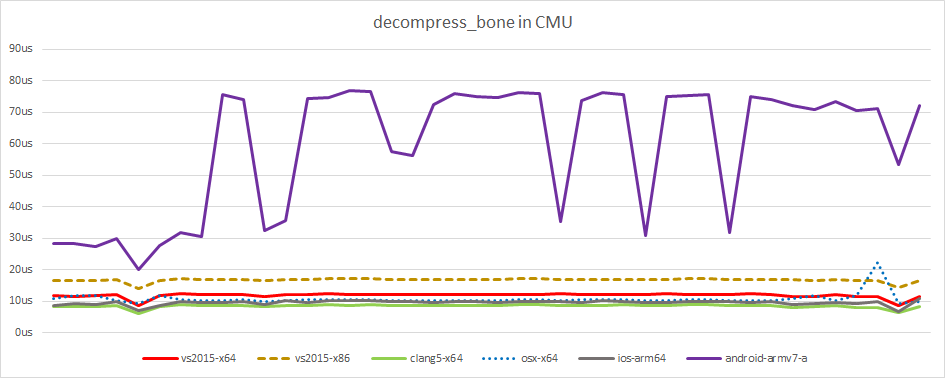 decompress_bone in CMU
90us
80us
70us
60us
50us
40us
30us
20us
10us
0us
vs2015-x64 vs2015-x86 clang5-x64 osx-x64 ios-arm64 android-armv7-a